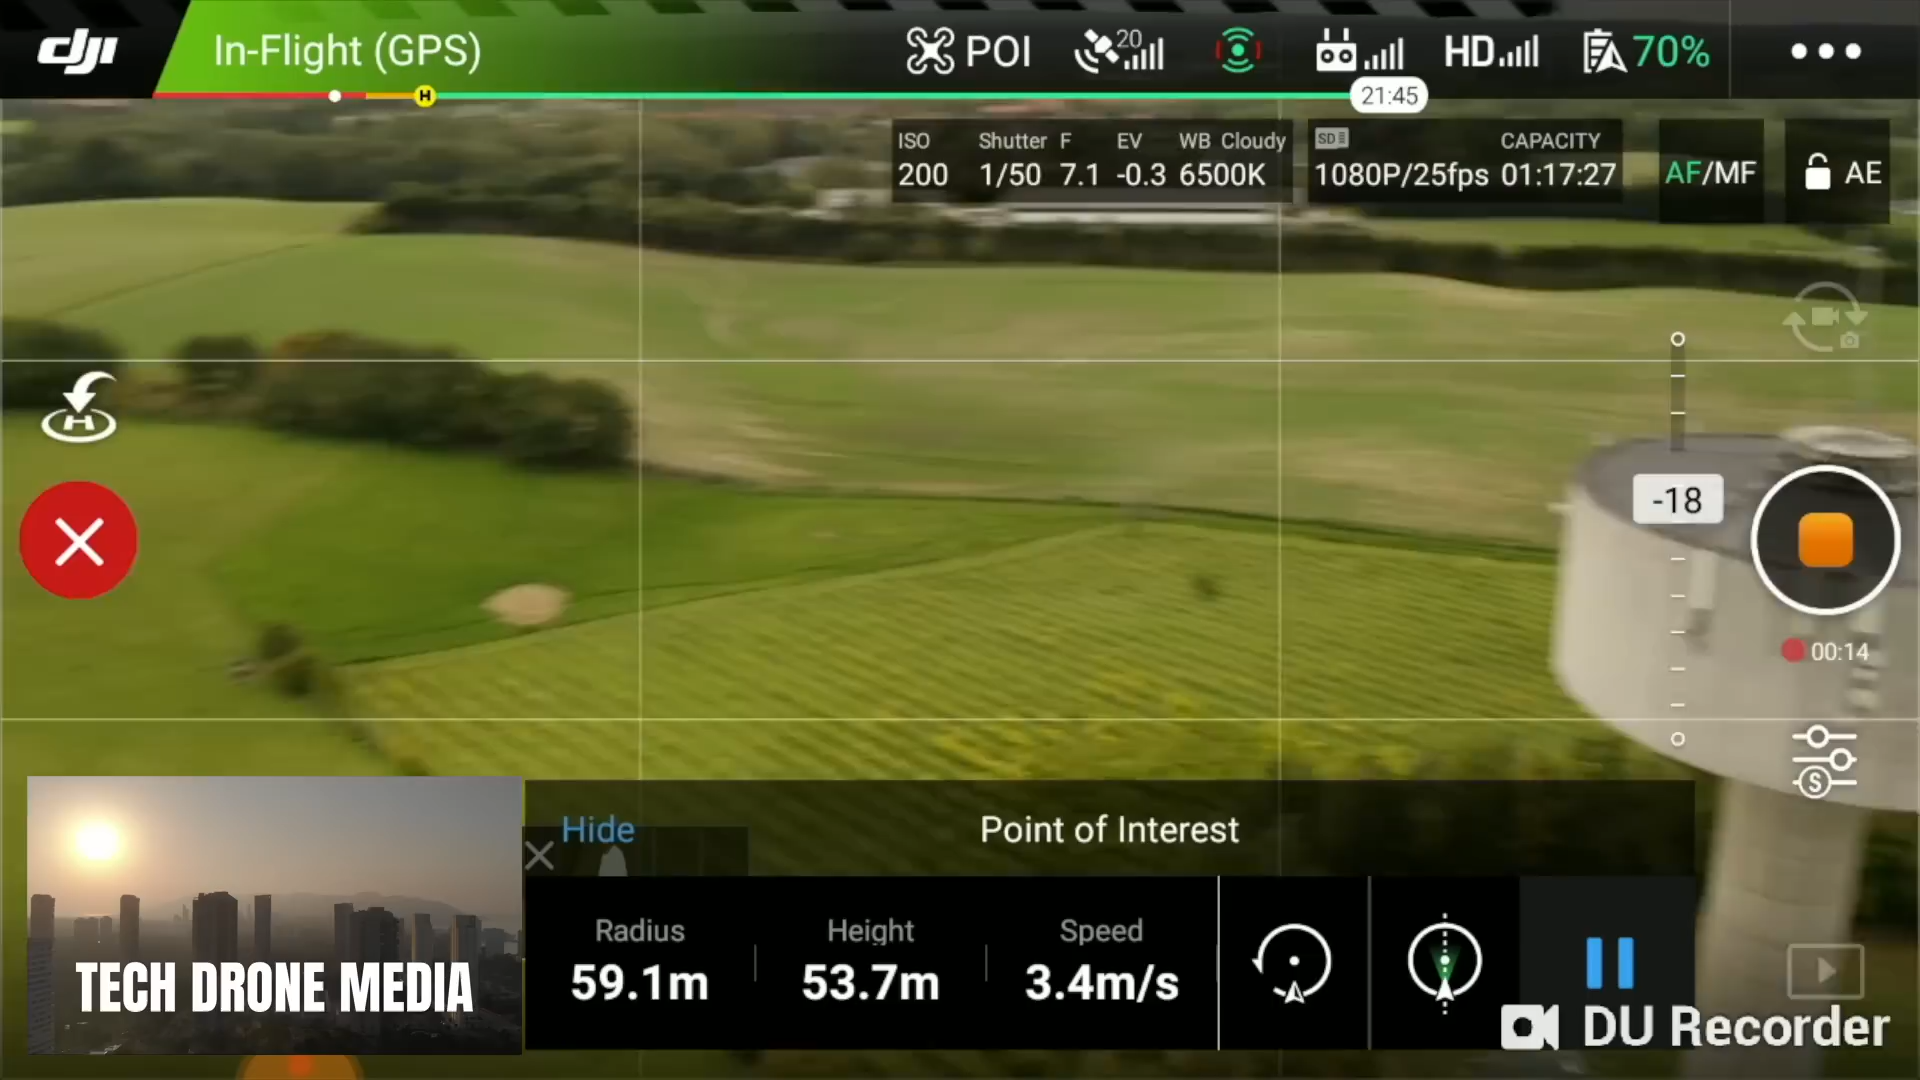 dji In-Flight (GPS) POI 20 HD 70% •••
H 21:45
ISO Shutter F EV WB Cloudy SD CAPACITY
200 1/50 7.1 -0.3 6500K 1080P/25fps 01:17:27 AF/MF AE
H
-18
00:14
S
Hide Point of Interest
Radius Height Speed
59.1m 53.7m 3.4m/s
TECH DRONE MEDIA
DU Recorder